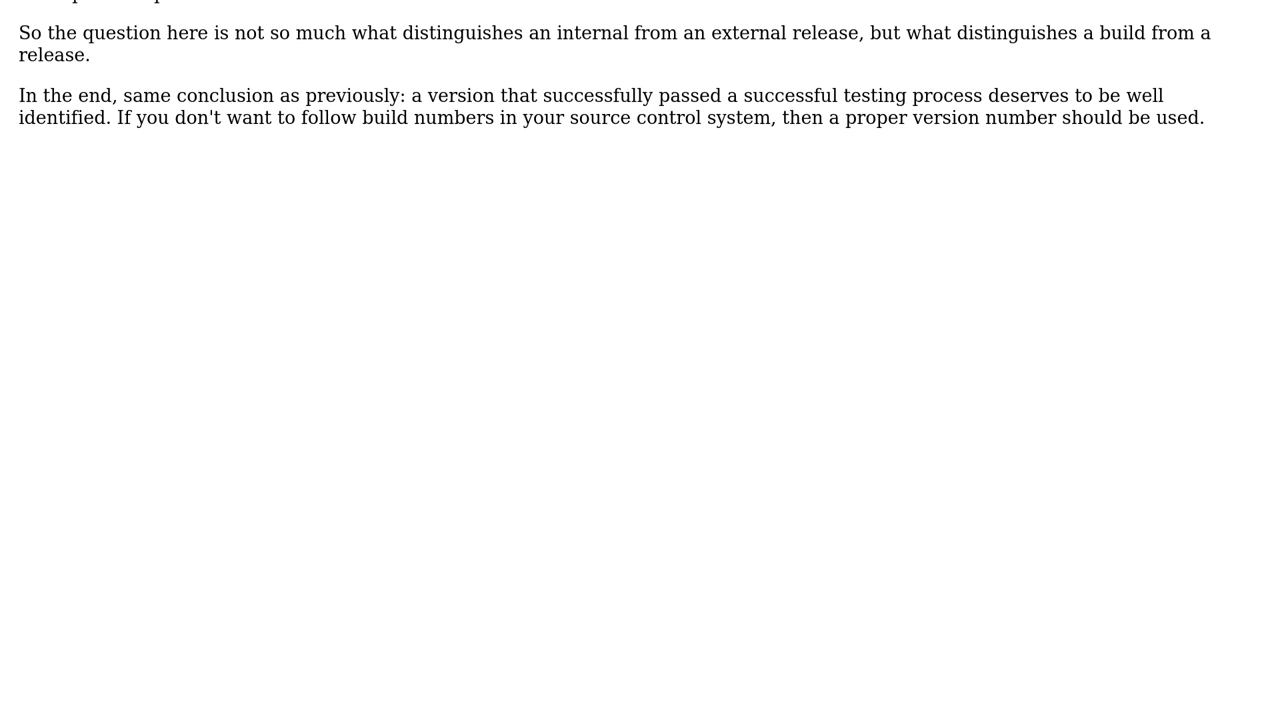 So the question here is not so much what distinguishes an internal from an external release, but what distinguishes a build from a
release.
In the end, same conclusion as previously: a version that successfully passed a successful testing process deserves to be well
identified. If you don't want to follow build numbers in your source control system, then a proper version number should be used.